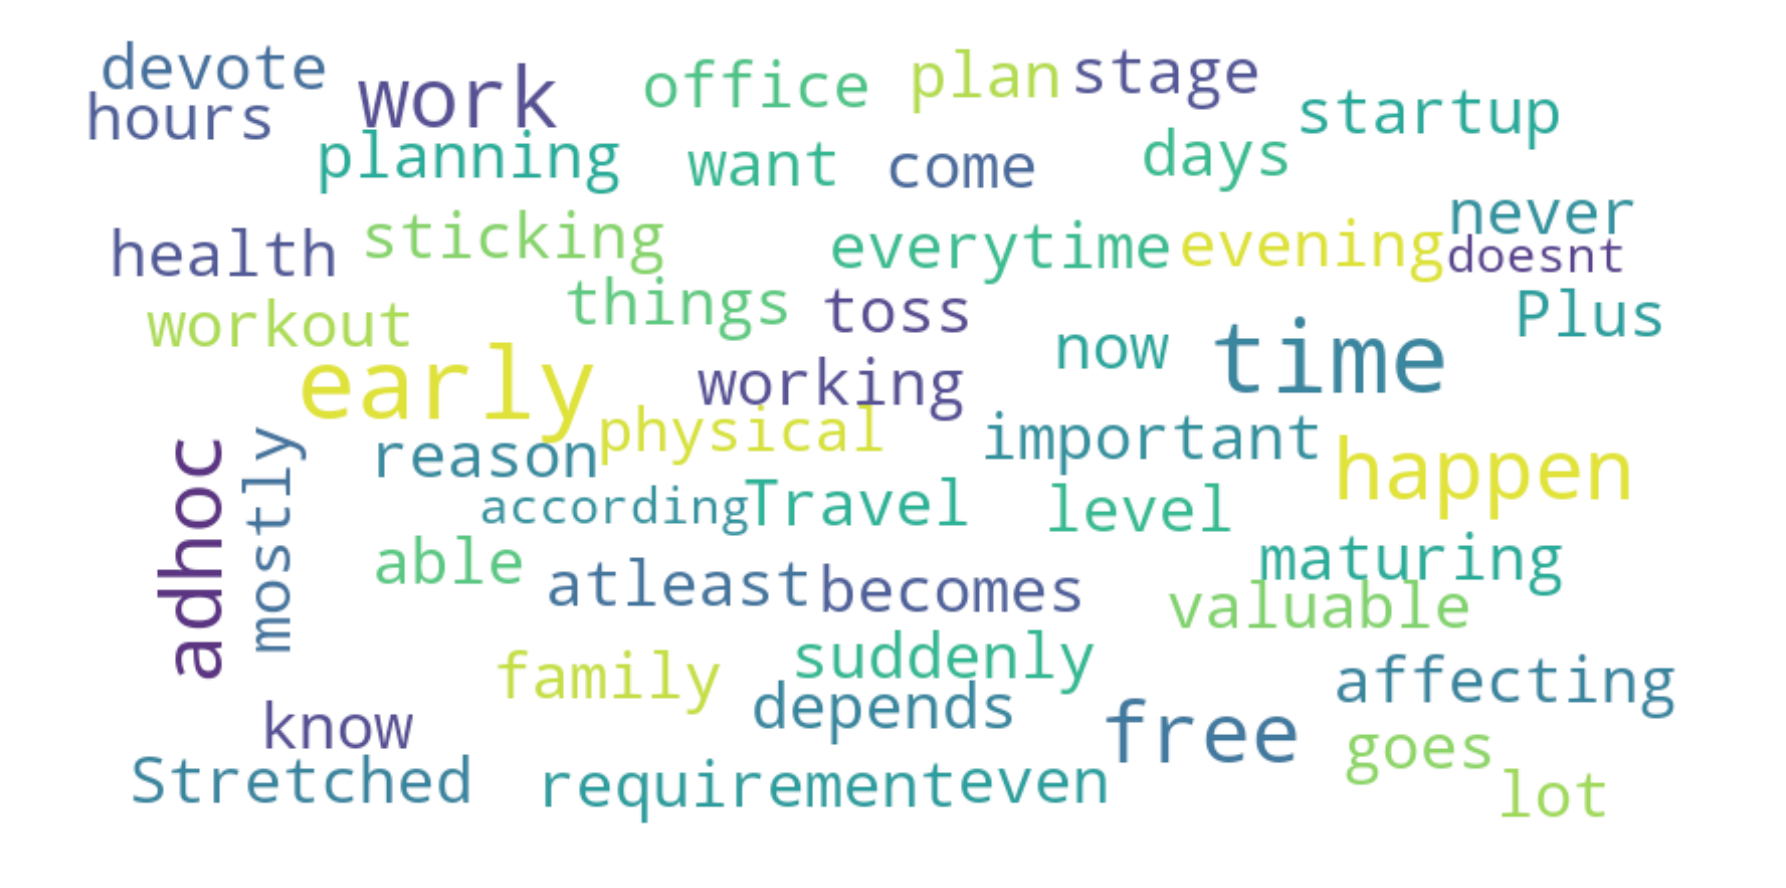 devote work office plan stage
hours startup
planning want come days
never
health sticking everytime evening doesnt
workout things toss Plus
early working now time
physical important happen
adhoc mostly reason
according Travel level
able atleast becomes maturing
valuable
family suddenly affecting
know depends free goes
Stretched requirement even lot